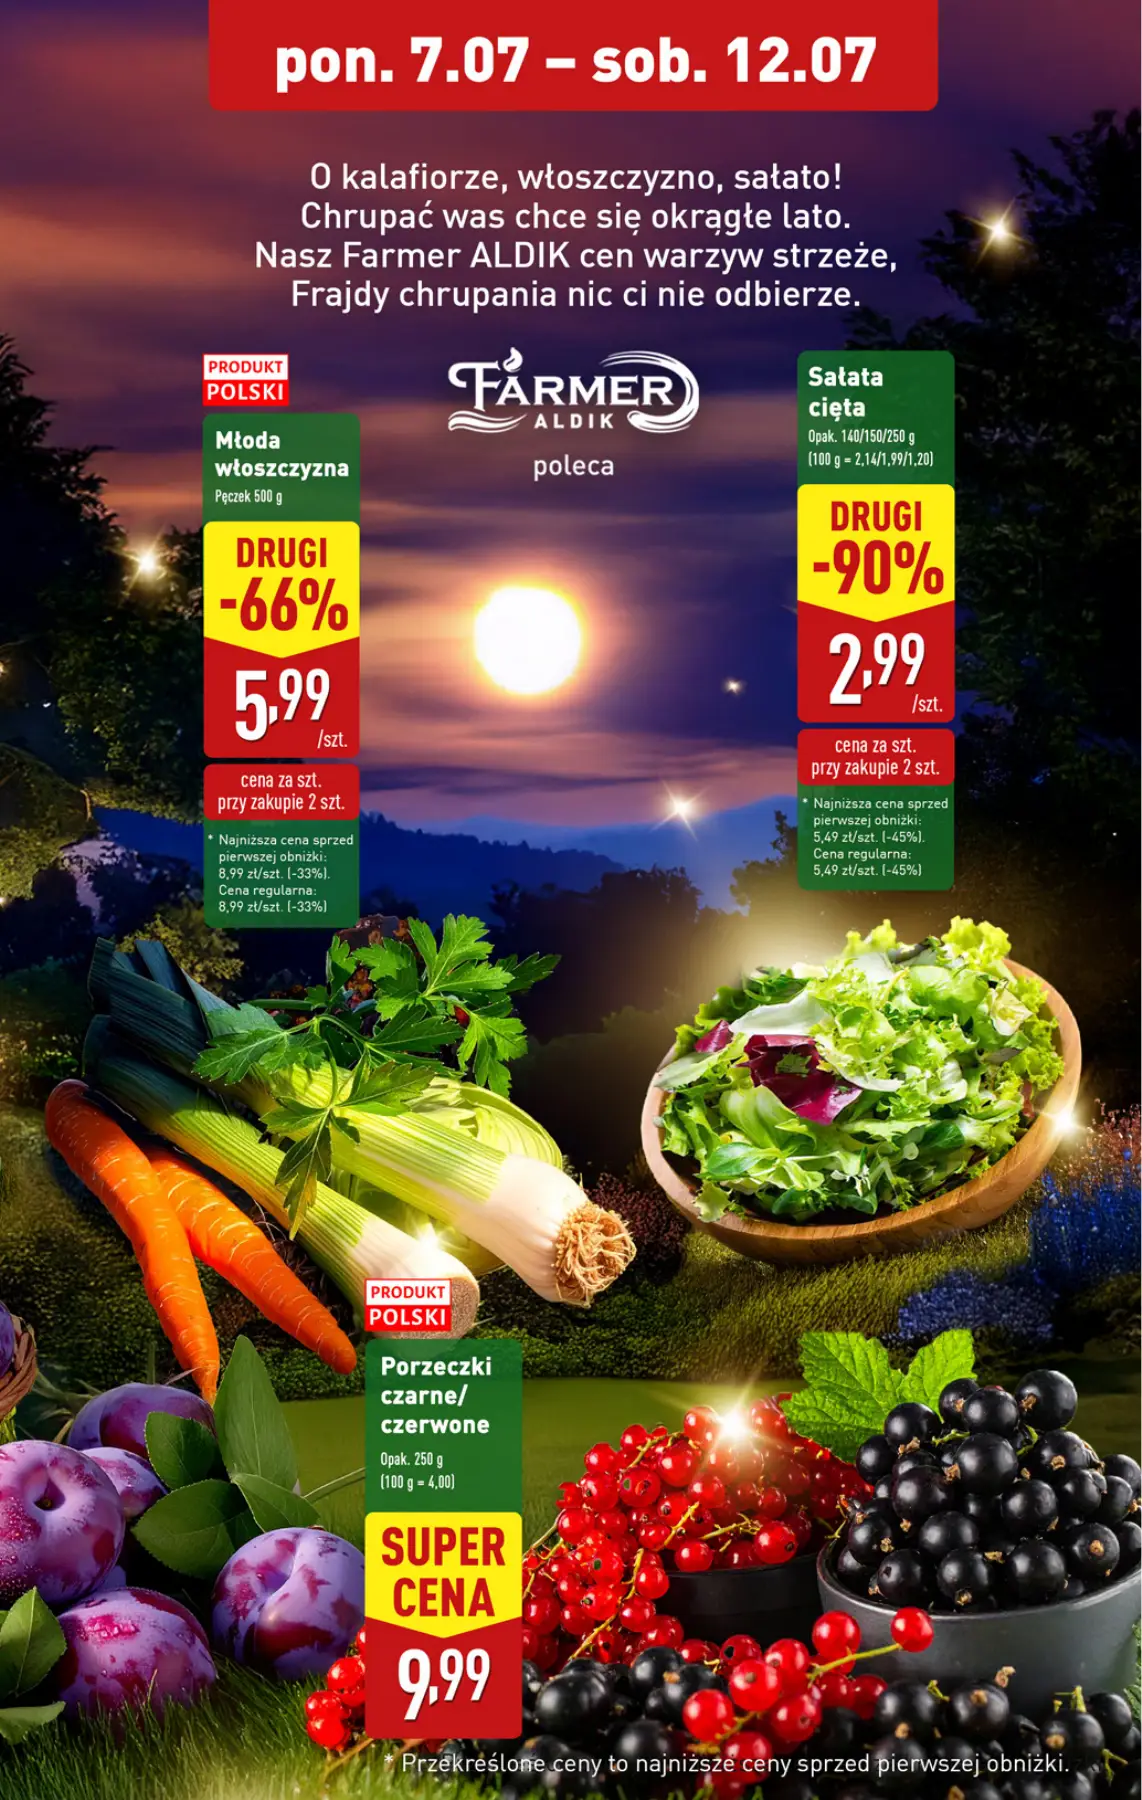 pon. 7.07 – sob. 12.07
O kalafiorze, włoszczyzno, sałato!
Chrupać was chce się okrągłe lato.
Nasz Farmer ALDIK cen warzyw strzeże,
Frajdy chrupania nic ci nie odbierze.
FARMER
ALDIK
poleca
PRODUKT
POLSKI
Młoda
włoszczyzna
Pęczek 500 g
DRUGI
-66%
5,99
/szt.
cena za szt.
przy zakupie 2 szt.
* Najniższa cena sprzed
pierwszej obniżki:
8,99 zł/szt. (-33%).
Cena regularna:
8,99 zł/szt. (-33%)
Sałata
cięta
Opak. 140/150/250 g
(100 g = 2,14/1,99/1,20)
DRUGI
-90%
2,99
/szt.
cena za szt.
przy zakupie 2 szt.
* Najniższa cena sprzed
pierwszej obniżki:
5,49 zł/szt. (-45%).
Cena regularna:
5,49 zł/szt. (-45%)
PRODUKT
POLSKI
Porzeczki
czarne/
czerwone
Opak. 250 g
(100 g = 4,00)
SUPER
CENA
9,99
* Przekreślone ceny to najniższe ceny sprzed pierwszej obniżki.